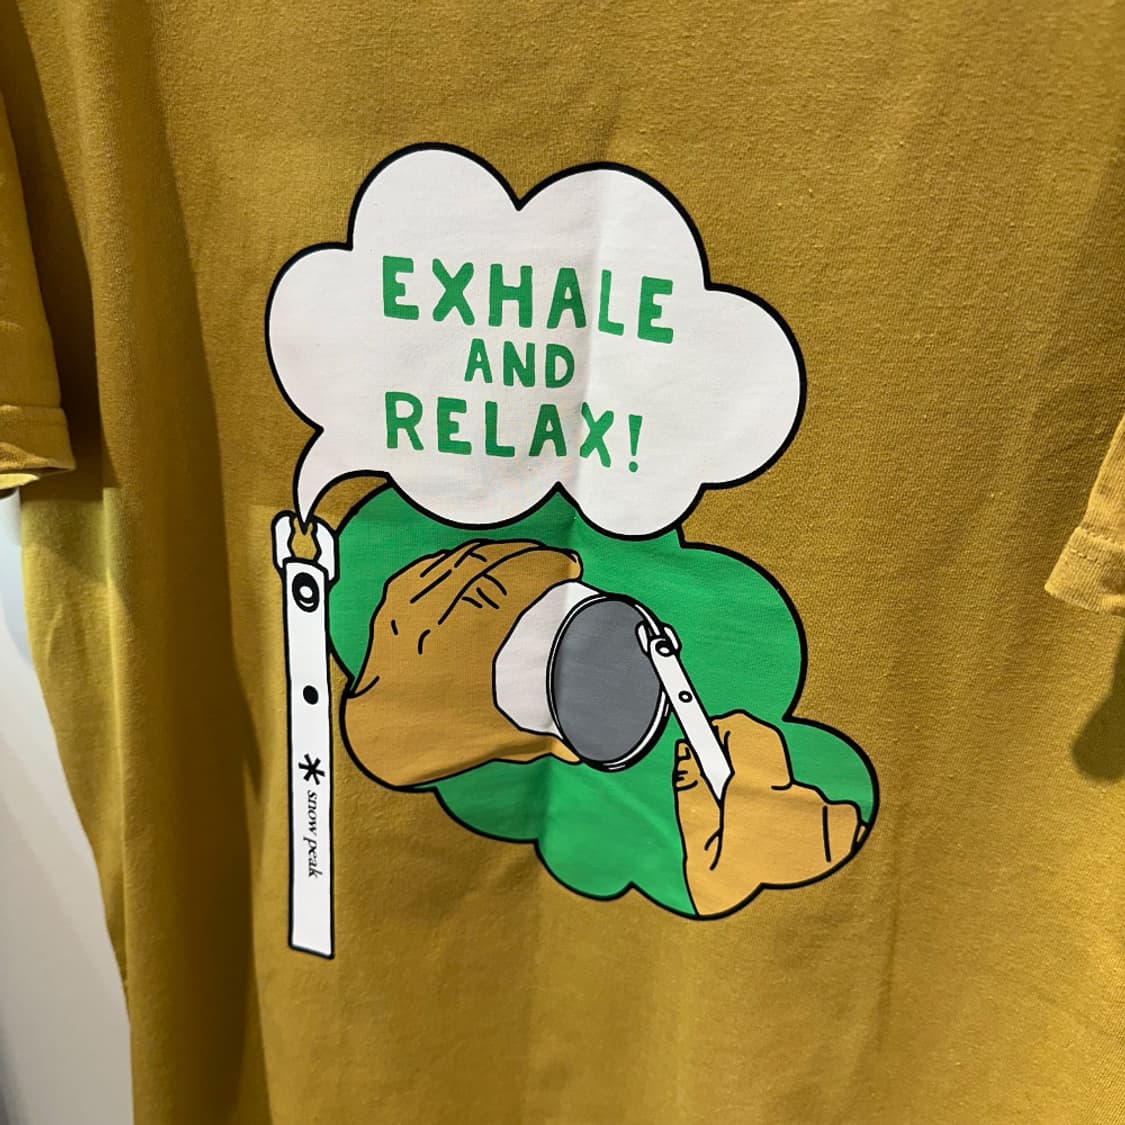 EXHALE
AND
RELAX!
snow peak